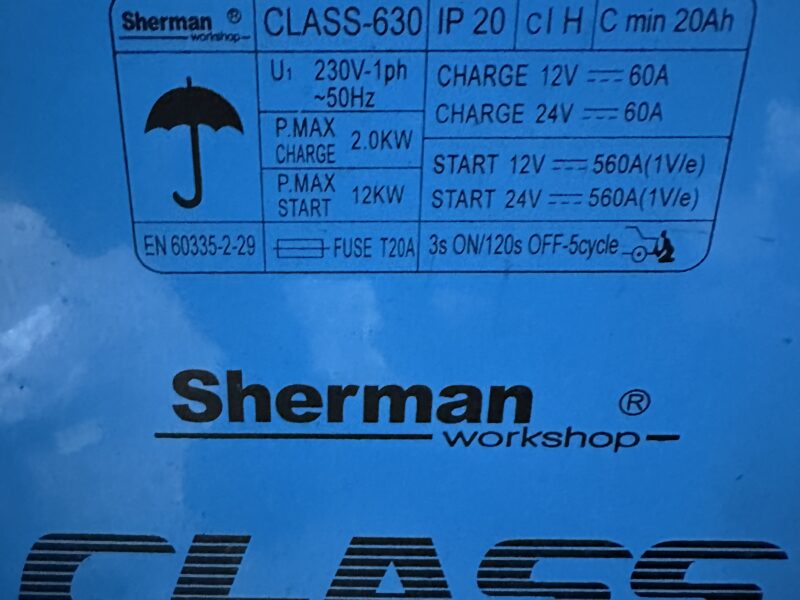 Sherman ® workshop CLASS-630 IP 20 cl H C min 20Ah
U1 230V-1ph ~50Hz
CHARGE 12V 60A
CHARGE 24V 60A
P.MAX CHARGE 2.0KW
P.MAX START 12KW
START 12V 560A(1V/e)
START 24V 560A(1V/e)
EN 60335-2-29 FUSE T20A 3s ON/120s OFF-5cycle
Sherman ®
workshop
CLASS